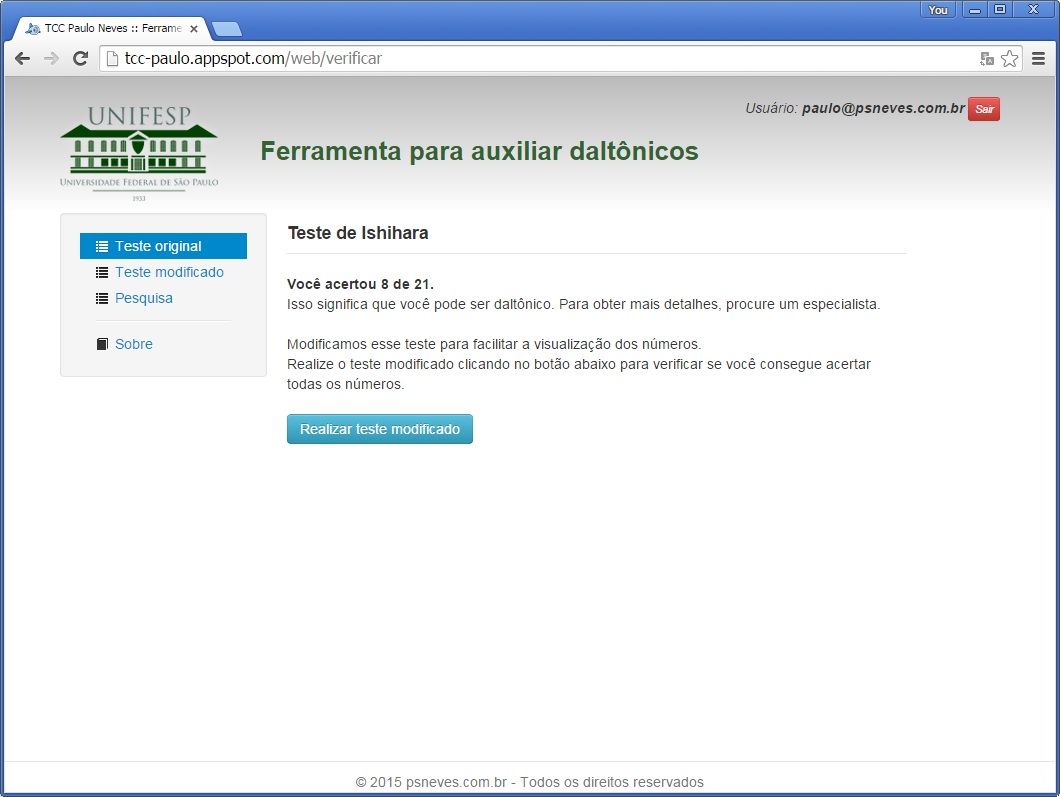 You
TCC Paulo Neves :: Ferrame
tcc-paulo.appspot.com/web/verificar
Usuário: paulo@psneves.com.br Sair
UNIFESP
UNIVERSIDADE FEDERAL DE SÃO PAULO
1933
Ferramenta para auxiliar daltônicos
Teste original
Teste modificado
Pesquisa
Sobre
Teste de Ishihara
Você acertou 8 de 21.
Isso significa que você pode ser daltônico. Para obter mais detalhes, procure um especialista.
Modificamos esse teste para facilitar a visualização dos números.
Realize o teste modificado clicando no botão abaixo para verificar se você consegue acertar
todas os números.
Realizar teste modificado
© 2015 psneves.com.br - Todos os direitos reservados